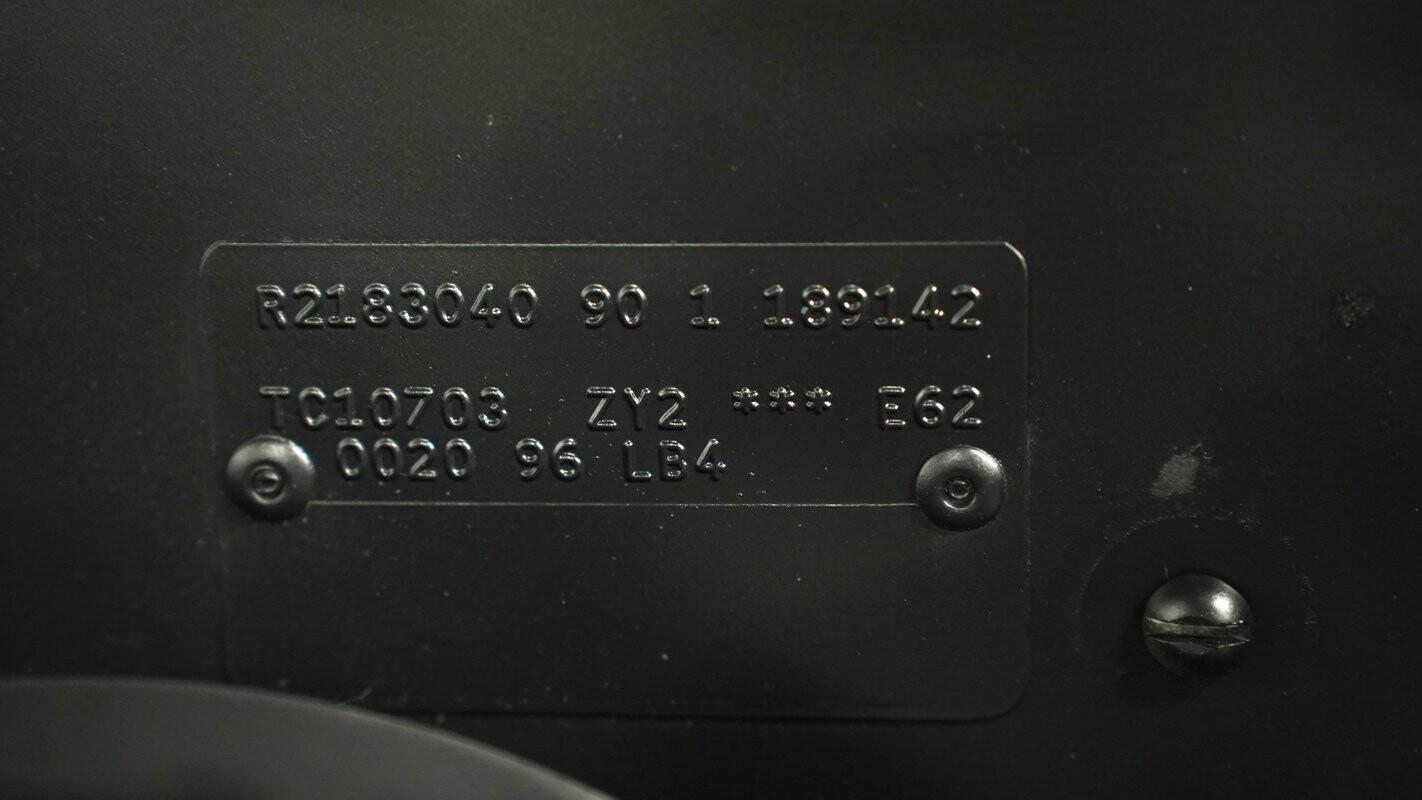 R2183040 90 1 189142
TC10703 ZY2 *** E62
0020 96 LB4